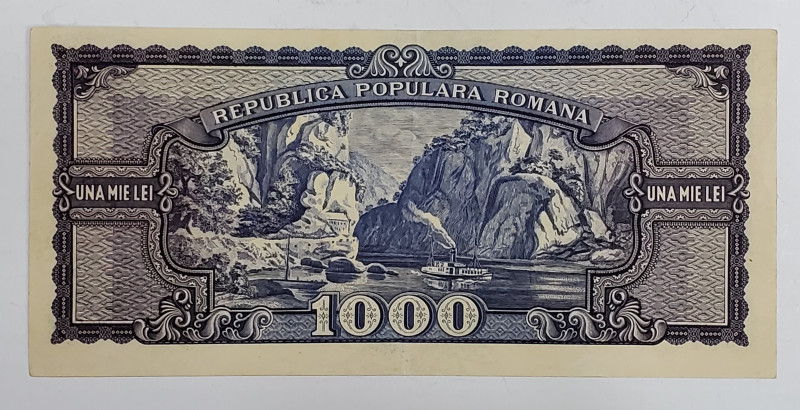 REPUBLICA POPULARA ROMANA
UNA MIE LEI
UNA MIE LEI
1000